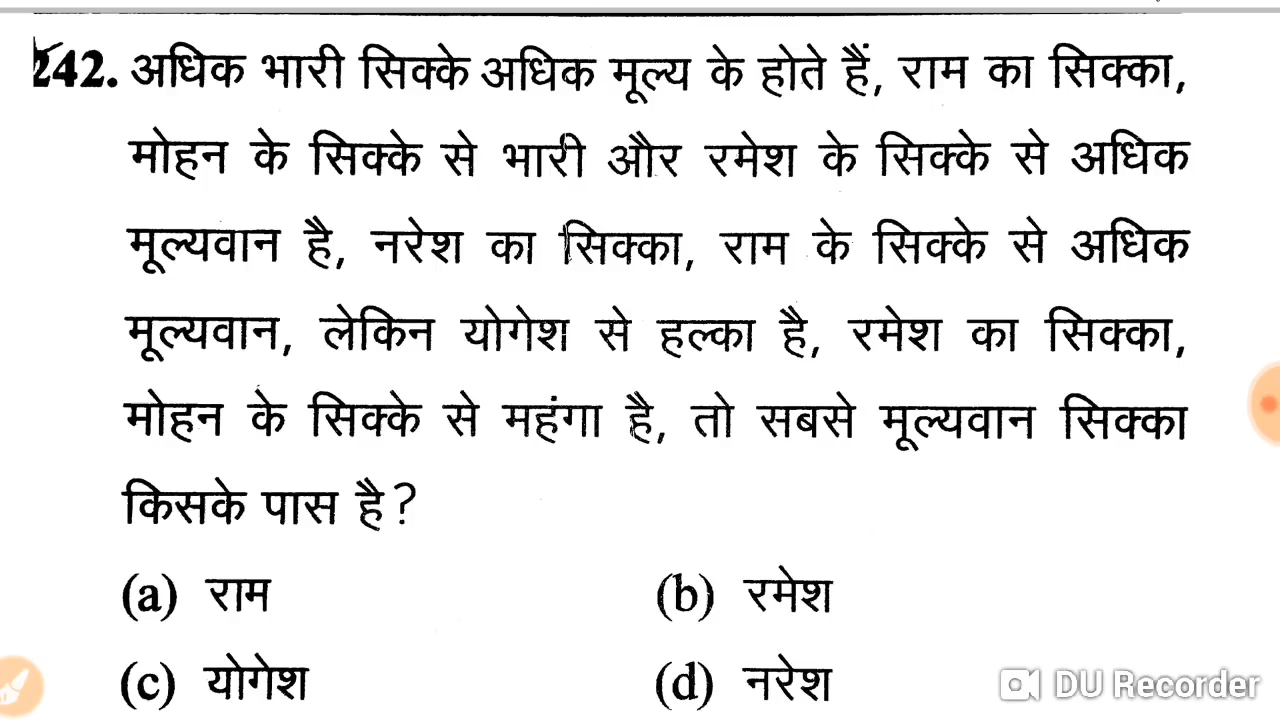 242. अधिक भारी सिक्के अधिक मूल्य के होते हैं, राम का सिक्का,
मोहन के सिक्के से भारी और रमेश के सिक्के से अधिक
मूल्यवान है, नरेश का सिक्का, राम के सिक्के से अधिक
मूल्यवान, लेकिन योगेश से हल्का है, रमेश का सिक्का,
मोहन के सिक्के से महंगा है, तो सबसे मूल्यवान सिक्का
किसके पास है?
(a) राम (b) रमेश
(c) योगेश (d) नरेश
DU Recorder